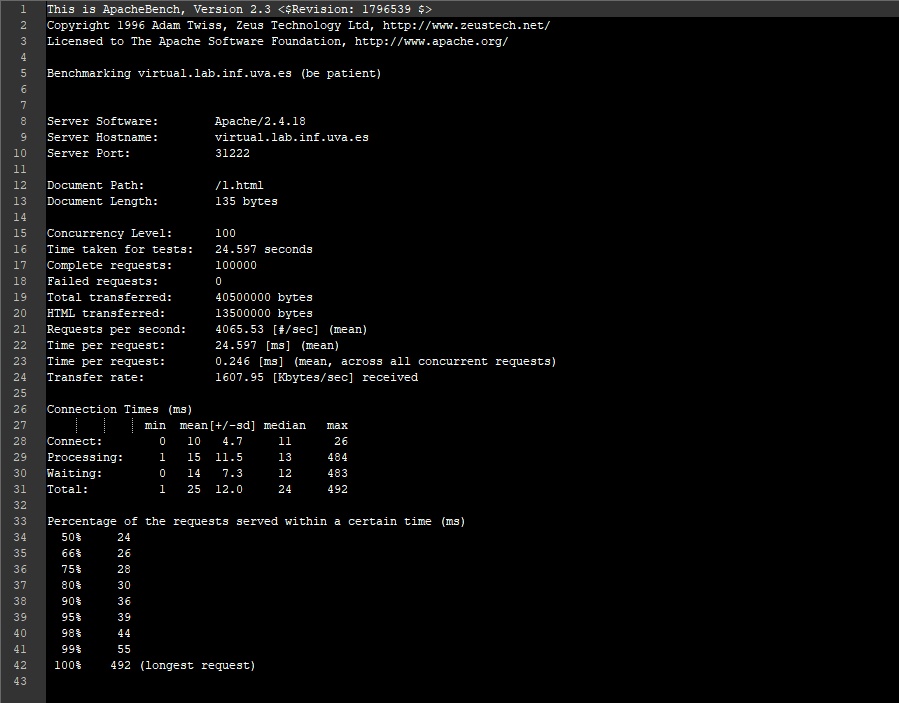 1 This is ApacheBench, Version 2.3 <$Revision: 1796539 $>
2 Copyright 1996 Adam Twiss, Zeus Technology Ltd, http://www.zeustech.net/
3 Licensed to The Apache Software Foundation, http://www.apache.org/
4
5 Benchmarking virtual.lab.inf.uva.es (be patient)
6
7
8 Server Software:        Apache/2.4.18
9 Server Hostname:        virtual.lab.inf.uva.es
10 Server Port:            31222
11
12 Document Path:          /1.html
13 Document Length:        135 bytes
14
15 Concurrency Level:      100
16 Time taken for tests:   24.597 seconds
17 Complete requests:      100000
18 Failed requests:        0
19 Total transferred:      40500000 bytes
20 HTML transferred:       13500000 bytes
21 Requests per second:    4065.53 [#/sec] (mean)
22 Time per request:       24.597 [ms] (mean)
23 Time per request:       0.246 [ms] (mean, across all concurrent requests)
24 Transfer rate:          1607.95 [Kbytes/sec] received
25
26 Connection Times (ms)
27               min  mean[+/-sd] median   max
28 Connect:        0   10   4.7     11      26
29 Processing:     1   15  11.5     13     484
30 Waiting:        0   14   7.3     12     483
31 Total:          1   25  12.0     24     492
32
33 Percentage of the requests served within a certain time (ms)
34   50%     24
35   66%     26
36   75%     28
37   80%     30
38   90%     36
39   95%     39
40   98%     44
41   99%     55
42  100%    492 (longest request)
43